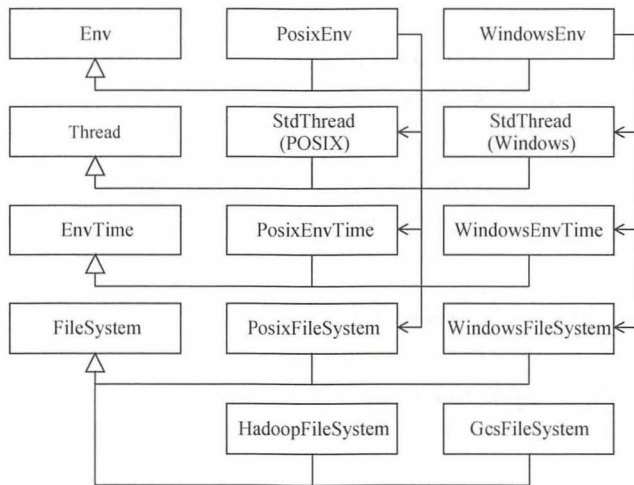 Env
PosixEnv
WindowsEnv
Thread
StdThread
(POSIX)
StdThread
(Windows)
EnvTime
PosixEnvTime
WindowsEnvTime
FileSystem
PosixFileSystem
WindowsFileSystem
HadoopFileSystem
GcsFileSystem